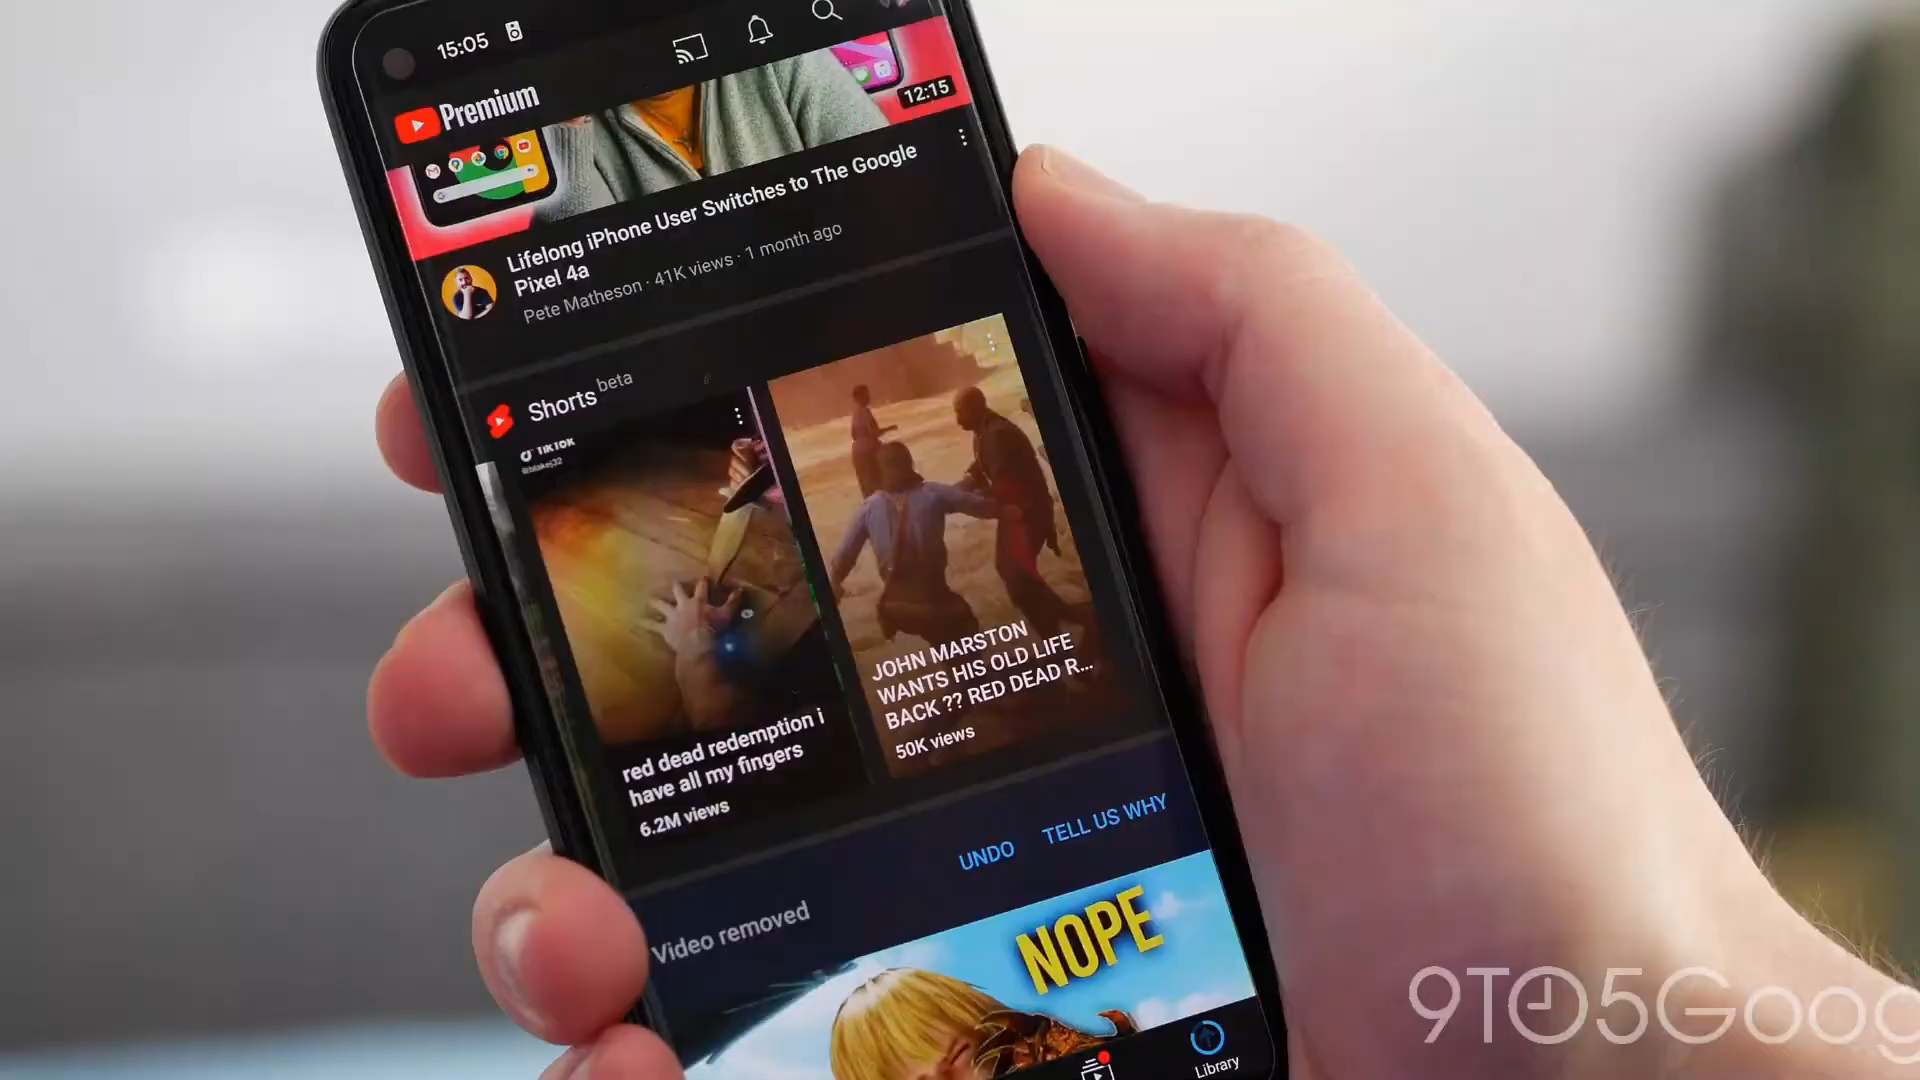 15:05
Premium
12:15
Lifelong iPhone User Switches to The Google
Pixel 4a
Pete Matheson · 41K views · 1 month ago
Shorts beta
TikTok
@blakej32
red dead redemption i
have all my fingers
6.2M views
JOHN MARSTON
WANTS HIS OLD LIFE
BACK ?? RED DEAD R...
50K views
Video removed
UNDO
TELL US WHY
NOPE
Library
9TO5Goog